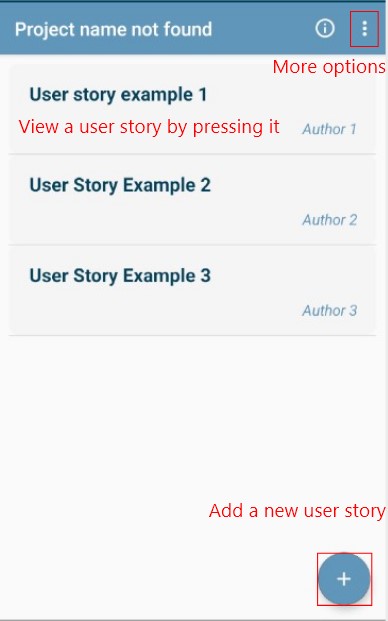 Project name not found
More options
User story example 1
View a user story by pressing it
Author 1
User Story Example 2
Author 2
User Story Example 3
Author 3
Add a new user story
+